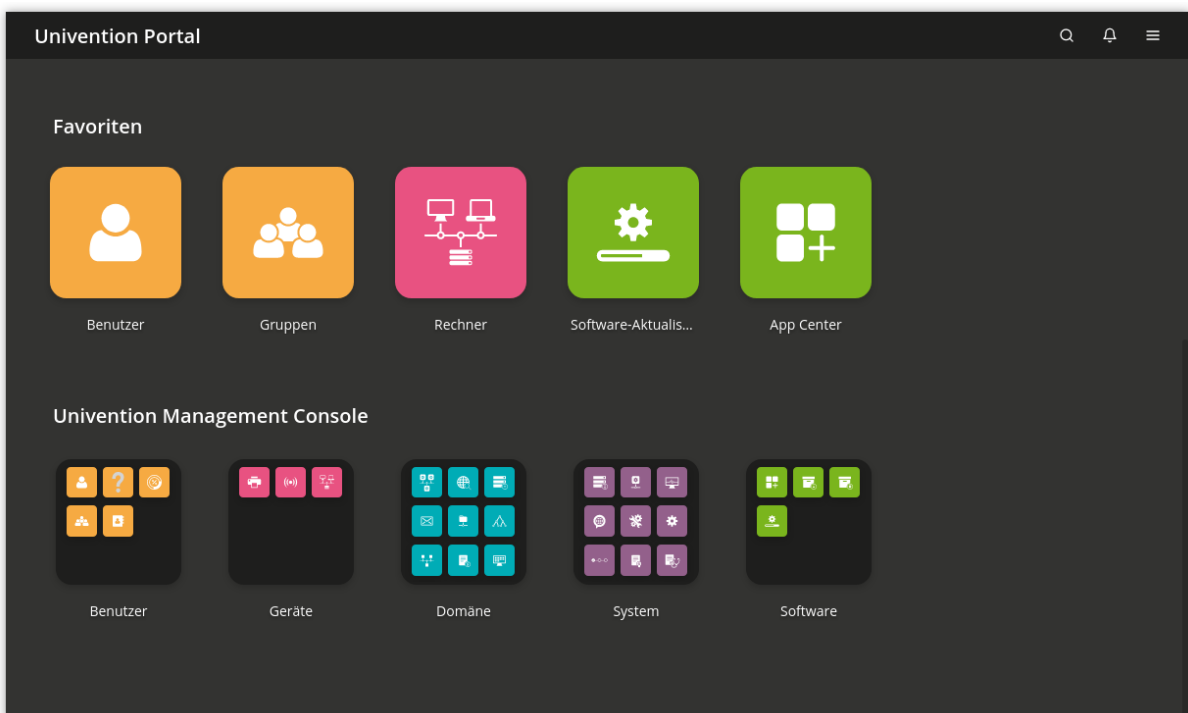 Univention Portal
Favoriten
Benutzer
Gruppen
Rechner
Software-Aktualis...
App Center
Univention Management Console
Benutzer
Geräte
Domäne
System
Software